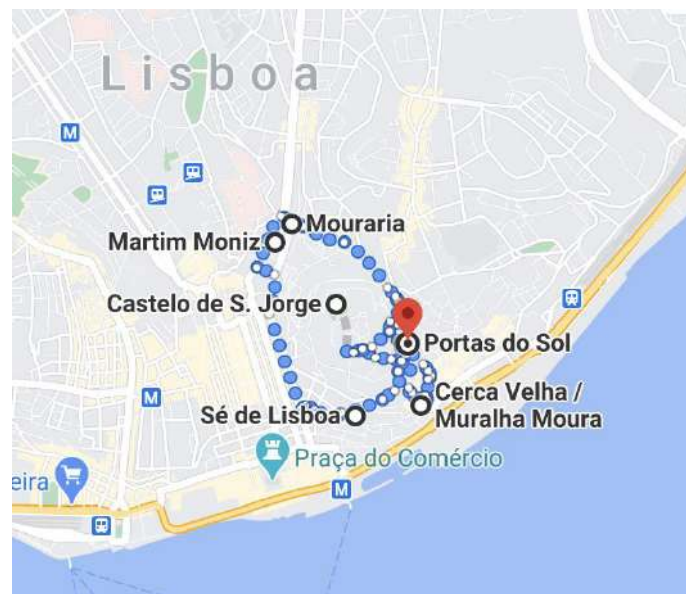 Lisboa
M
Mouraria
Martim Moniz
Castelo de S. Jorge
Portas do Sol
M
Cerca Velha /
Muralha Moura
Sé de Lisboa
Praça do Comércio
eira
M